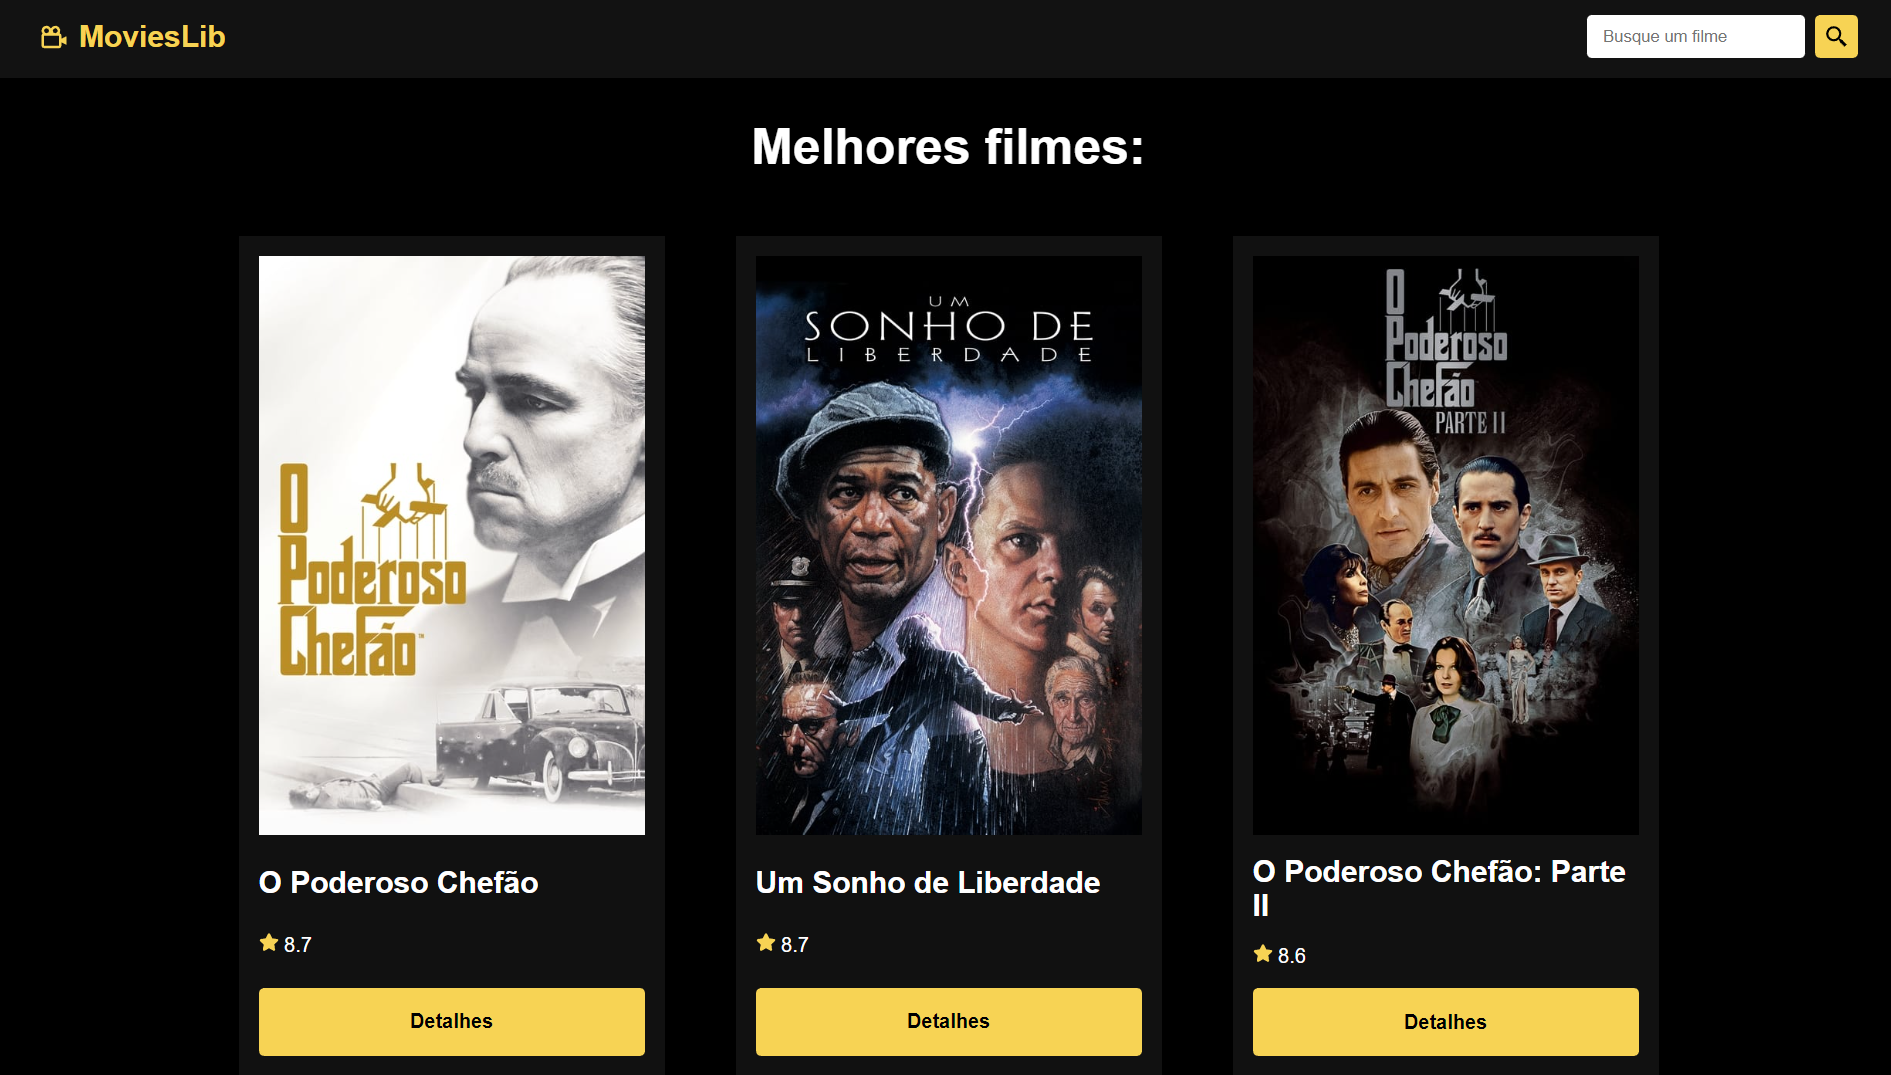 MoviesLib
Busque um filme
Melhores filmes:
O
Poderoso
Chefão
™
UM
SONHO DE
LIBERDADE
O
Poderoso
Chefão
PARTE II
O Poderoso Chefão
8.7
Detalhes
Um Sonho de Liberdade
8.7
Detalhes
O Poderoso Chefão: Parte
II
8.6
Detalhes